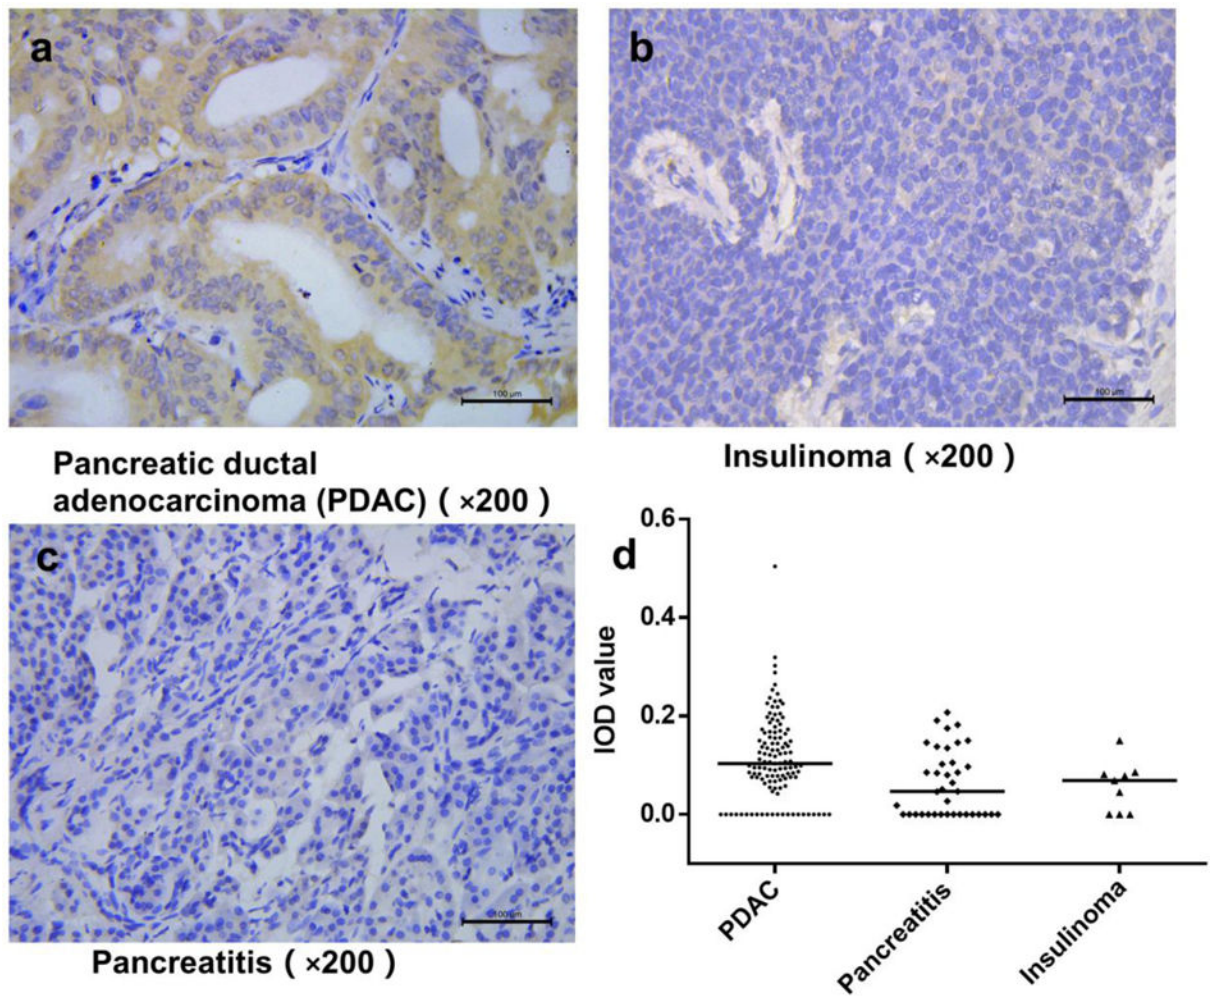 a
b
100 µm
100 µm
Pancreatic ductal
adenocarcinoma (PDAC) ( ×200 )
Insulinoma ( ×200 )
c
100 µm
Pancreatitis ( ×200 )
d
IOD value
0.6
0.4
0.2
0.0
PDAC
Pancreatitis
Insulinoma